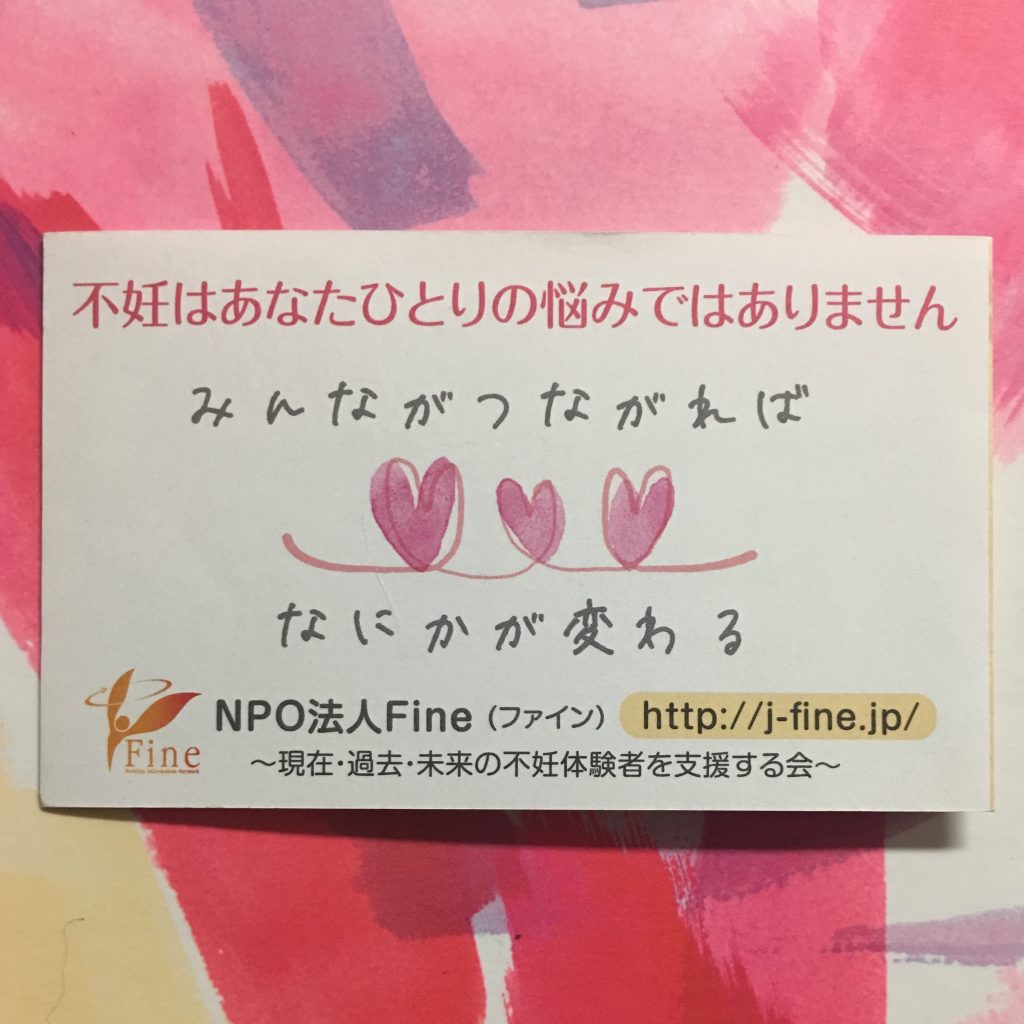 不妊はあなたひとりの悩みではありません
みんながつながれば
なにかが変わる
Fine
NPO法人Fine（ファイン） http://j-fine.jp/
～現在・過去・未来の不妊体験者を支援する会～